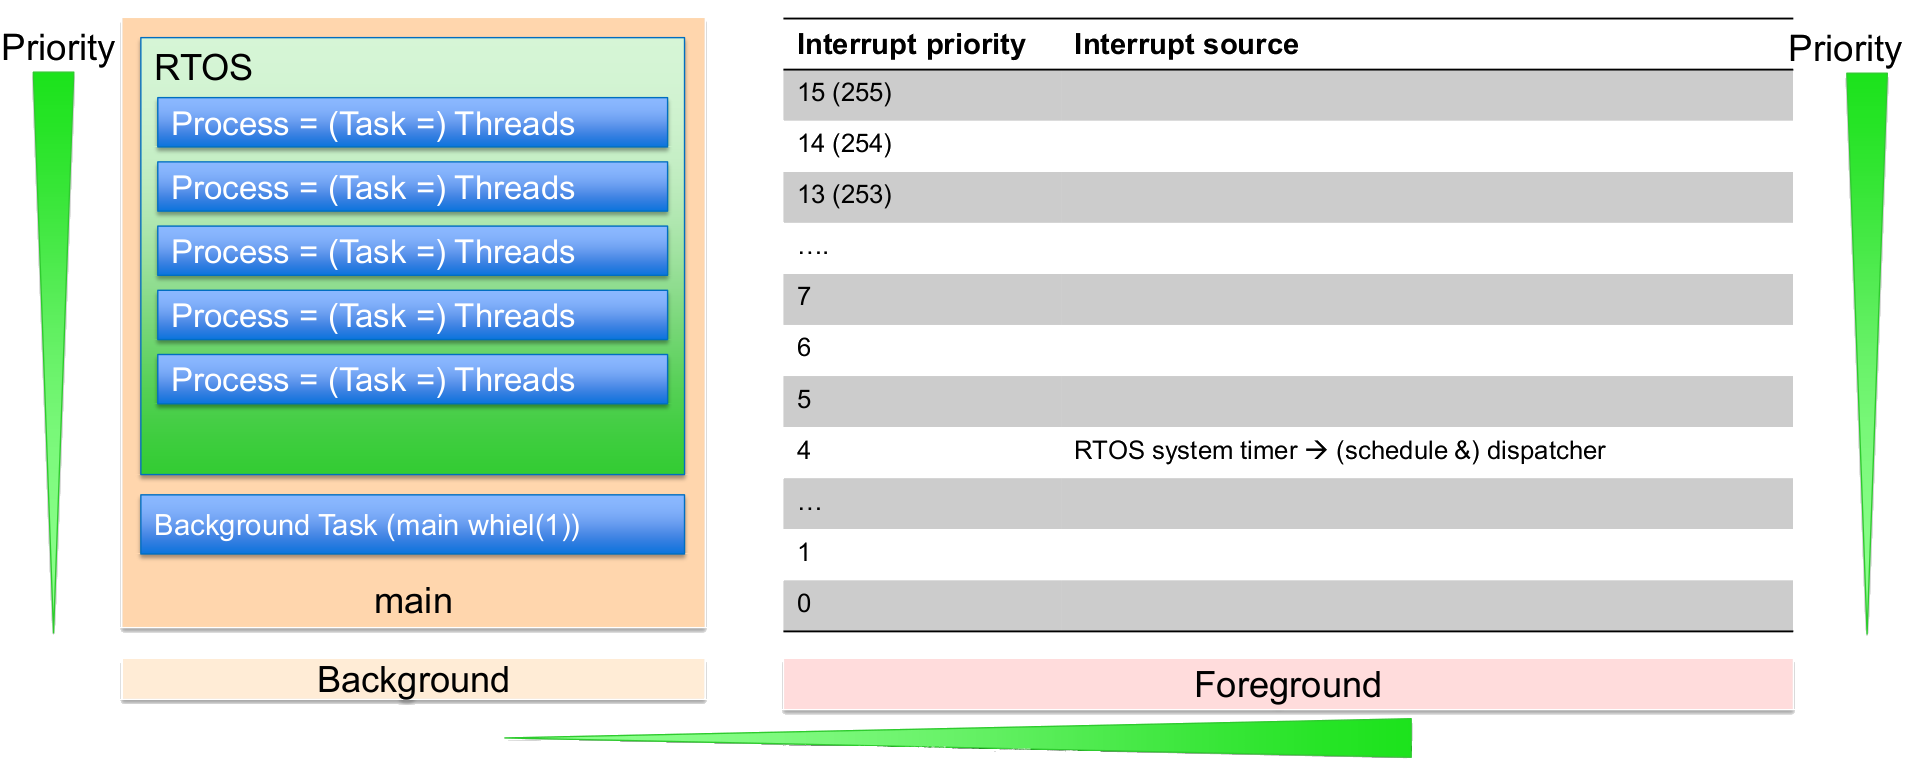 Priority
RTOS
Process = (Task =) Threads
Process = (Task =) Threads
Process = (Task =) Threads
Process = (Task =) Threads
Process = (Task =) Threads
Background Task (main whiel(1))
main
Background
Interrupt priority Interrupt source
15 (255)
14 (254)
13 (253)
….
7
6
5
4 RTOS system timer → (schedule &) dispatcher
…
1
0
Foreground
Priority